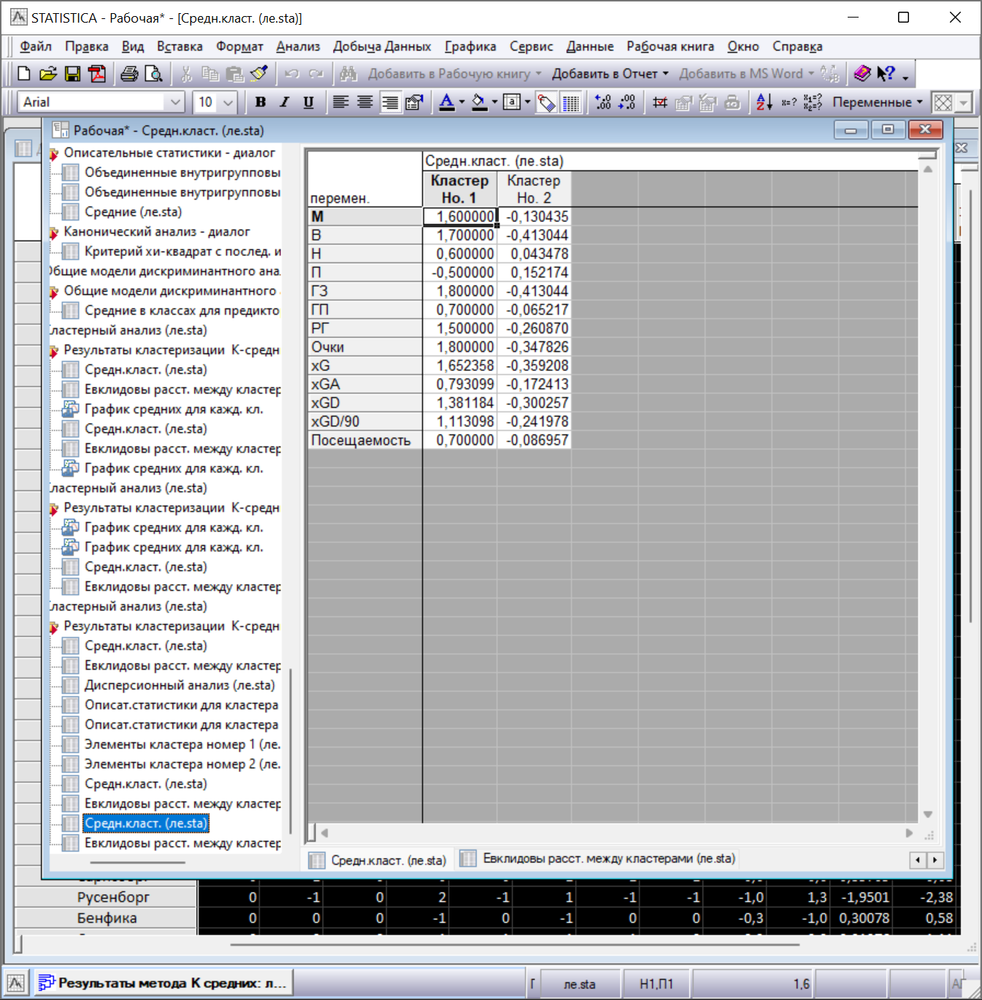 STATISTICA - Рабочая* - [Средн.класт. (ле.sta)]
Файл Правка Вид Вставка Формат Анализ Добыча Данных Графика Сервис Данные Рабочая книга Окно Справка
Добавить в Рабочую книгу Добавить в Отчет Добавить в MS Word
Arial 10 B I U Переменные
Рабочая* - Средн.класт. (ле.sta)
Описательные статистики - диалог
Объединенные внутригрупповы
Объединенные внутригрупповы
Средние (ле.sta)
Канонический анализ - диалог
Критерий хи-квадрат с послед. и
Общие модели дискриминантного ана
Общие модели дискриминантного
Средние в классах для предикто
Кластерный анализ (ле.sta)
Результаты кластеризации К-средн
Средн.класт. (ле.sta)
Евклидовы расст. между кластер
График средних для кажд. кл.
Средн.класт. (ле.sta)
Евклидовы расст. между кластер
График средних для кажд. кл.
Кластерный анализ (ле.sta)
Результаты кластеризации К-средн
График средних для кажд. кл.
График средних для кажд. кл.
Средн.класт. (ле.sta)
Евклидовы расст. между кластер
Кластерный анализ (ле.sta)
Результаты кластеризации К-средн
Средн.класт. (ле.sta)
Евклидовы расст. между кластер
Дисперсионный анализ (ле.sta)
Описат.статистики для кластера
Описат.статистики для кластера
Элементы кластера номер 1 (ле.
Элементы кластера номер 2 (ле.
Средн.класт. (ле.sta)
Евклидовы расст. между кластер
Средн.класт. (ле.sta)
Евклидовы расст. между кластер
Средн.класт. (ле.sta)
перемен. Кластер Но. 1 Кластер Но. 2
М 1,600000 -0,130435
В 1,700000 -0,413044
Н 0,600000 0,043478
П -0,500000 0,152174
ГЗ 1,800000 -0,413044
ГП 0,700000 -0,065217
РГ 1,500000 -0,260870
Очки 1,800000 -0,347826
xG 1,652358 -0,359208
xGA 0,793099 -0,172413
xGD 1,381184 -0,300257
xGD/90 1,113098 -0,241978
Посещаемость 0,700000 -0,086957
Средн.класт. (ле.sta) Евклидовы расст. между кластерами (ле.sta)
Русенборг 0 -1 0 2 -1 1 -1 -1 -1,0 1,3 -1,9501 -2,38
Бенфика 0 0 0 -1 0 -1 0 0 -0,3 -1,0 0,30078 0,58
Результаты метода К средних: л... Г ле.sta Н1,П1 1,6